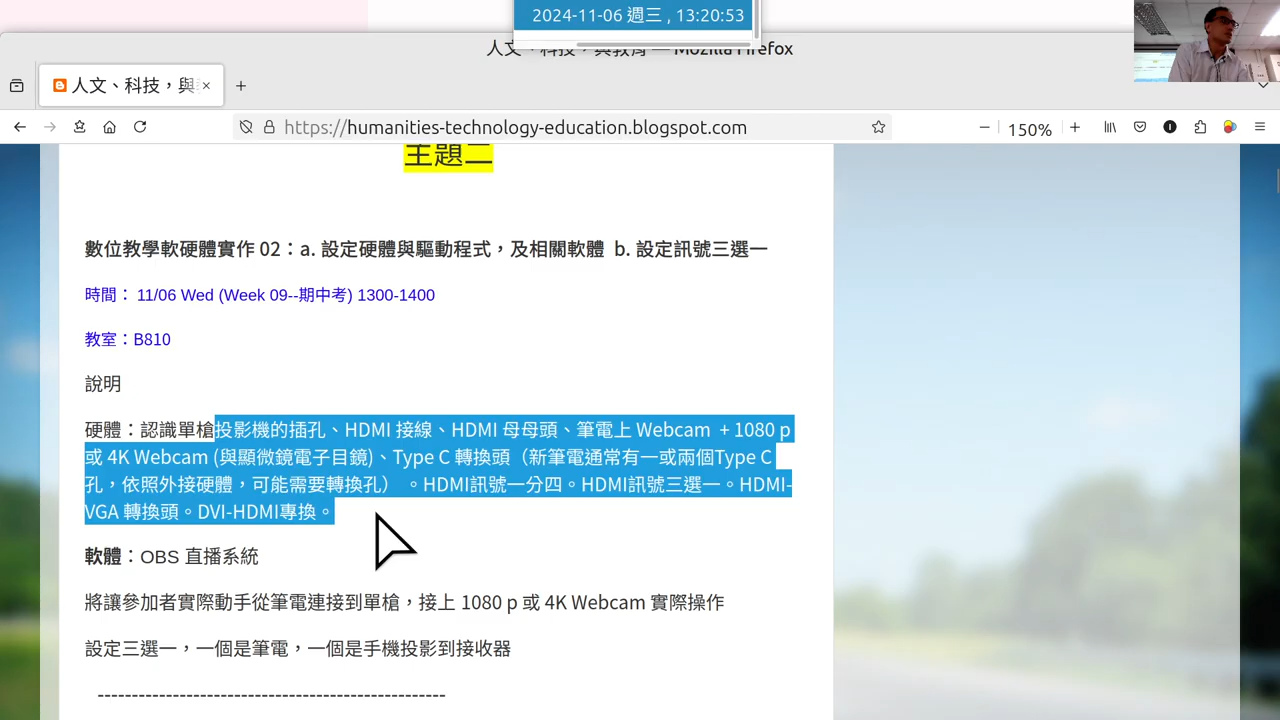 2024-11-06 週三 , 13:20:53
人文、科技，與教育 — Mozilla Firefox
人文、科技，與
https://humanities-technology-education.blogspot.com
150%
主題二
數位教學軟硬體實作 02：a. 設定硬體與驅動程式，及相關軟體 b. 設定訊號三選一
時間： 11/06 Wed (Week 09--期中考) 1300-1400
教室：B810
說明
硬體：認識單槍投影機的插孔、HDMI 接線、HDMI 母母頭、筆電上 Webcam + 1080 p
或 4K Webcam (與顯微鏡電子目鏡)、Type C 轉換頭（新筆電通常有一或兩個Type C
孔，依照外接硬體，可能需要轉換孔） 。HDMI訊號一分四。HDMI訊號三選一。HDMI-
VGA 轉換頭。DVI-HDMI專換。
軟體：OBS 直播系統
將讓參加者實際動手從筆電連接到單槍，接上 1080 p 或 4K Webcam 實際操作
設定三選一，一個是筆電，一個是手機投影到接收器
---------------------------------------------------